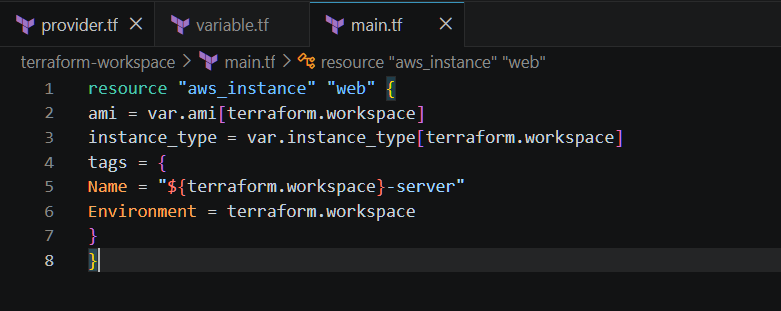 provider.tf × variable.tf main.tf ×
terraform-workspace > main.tf > resource "aws_instance" "web"
1 resource "aws_instance" "web" {
2 ami = var.ami[terraform.workspace]
3 instance_type = var.instance_type[terraform.workspace]
4 tags = {
5 Name = "${terraform.workspace}-server"
6 Environment = terraform.workspace
7 }
8 }